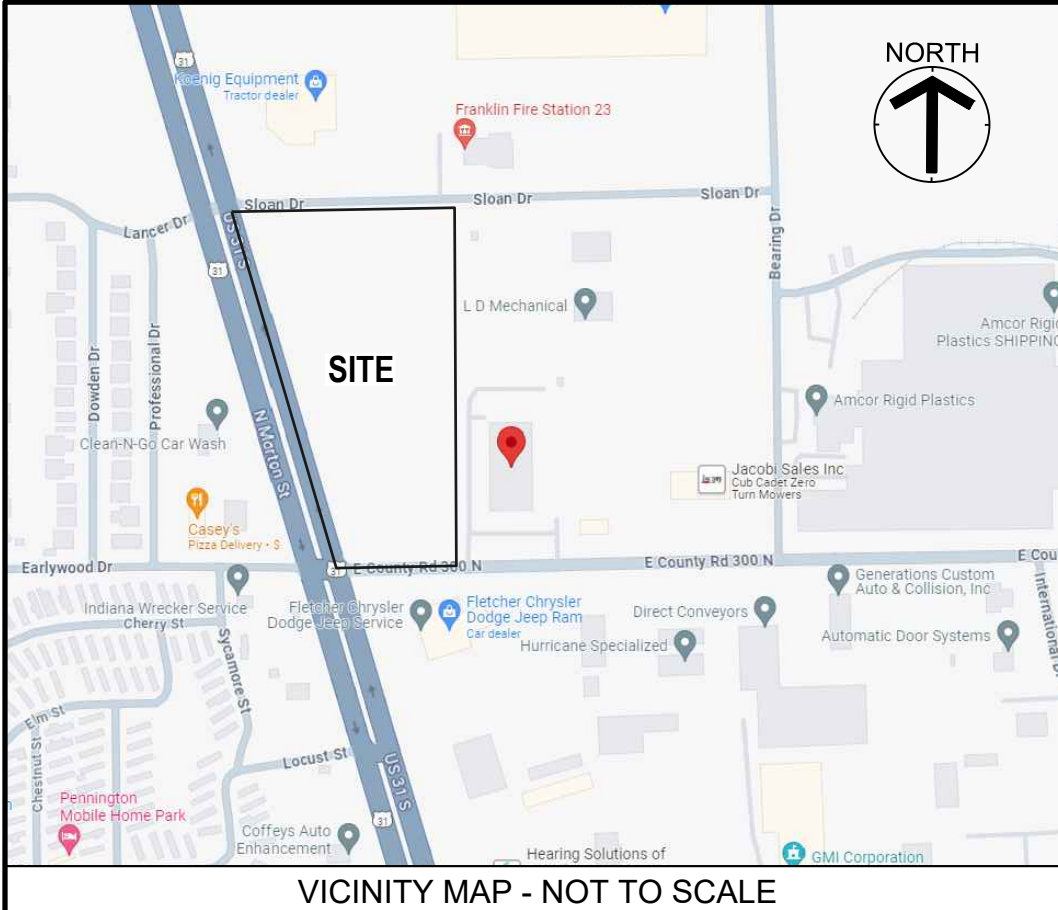 31
Koenig Equipment
Tractor dealer
NORTH
Franklin Fire Station 23
Sloan Dr
Sloan Dr
Sloan Dr
Lancer Dr
US 31 S
31
Bearing Dr
L D Mechanical
Amcor Rigid
Plastics SHIPPING
SITE
Dowden Dr
Professional Dr
Amcor Rigid Plastics
Clean-N-Go Car Wash
N Morton St
Jacobi Sales Inc
Cub Cadet Zero
Turn Mowers
Casey's
Pizza Delivery • $
Earlywood Dr
31
E County Rd 300 N
E County Rd 300 N
E Cou
Indiana Wrecker Service
Cherry St
Fletcher Chrysler
Dodge Jeep Service
Fletcher Chrysler
Dodge Jeep Ram
Car dealer
Direct Conveyors
Hurricane Specialized
Generations Custom
Auto & Collision, Inc
Automatic Door Systems
International Dr
Sycamore St
Elm St
Chestnut St
Locust St
US 31 S
Pennington
Mobile Home Park
31
Coffeys Auto
Enhancement
Hearing Solutions of
GMI Corporation
VICINITY MAP - NOT TO SCALE